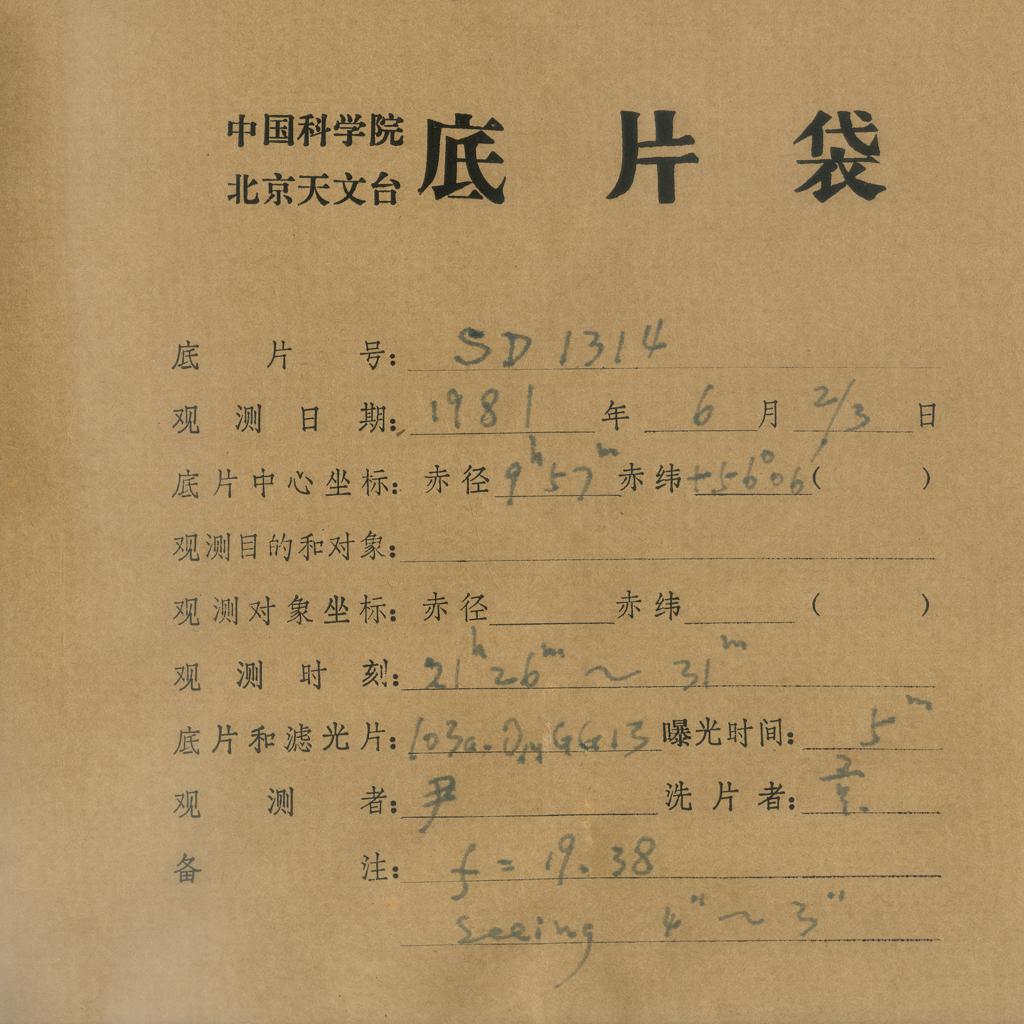 中国科学院
北京天文台
底片袋
底片号: SD 1314
观测日期: 1981年 6月 2/3日
底片中心坐标: 赤径 9h57m 赤纬 +56°06′( )
观测目的和对象:
观测对象坐标: 赤径 赤纬 ( )
观测时刻: 21h26m ~ 31m
底片和滤光片: 103a-O GG13 曝光时间: 5m
观测者: 尹 洗片者:
备注: f = 19.38
seeing 4" ~ 3"